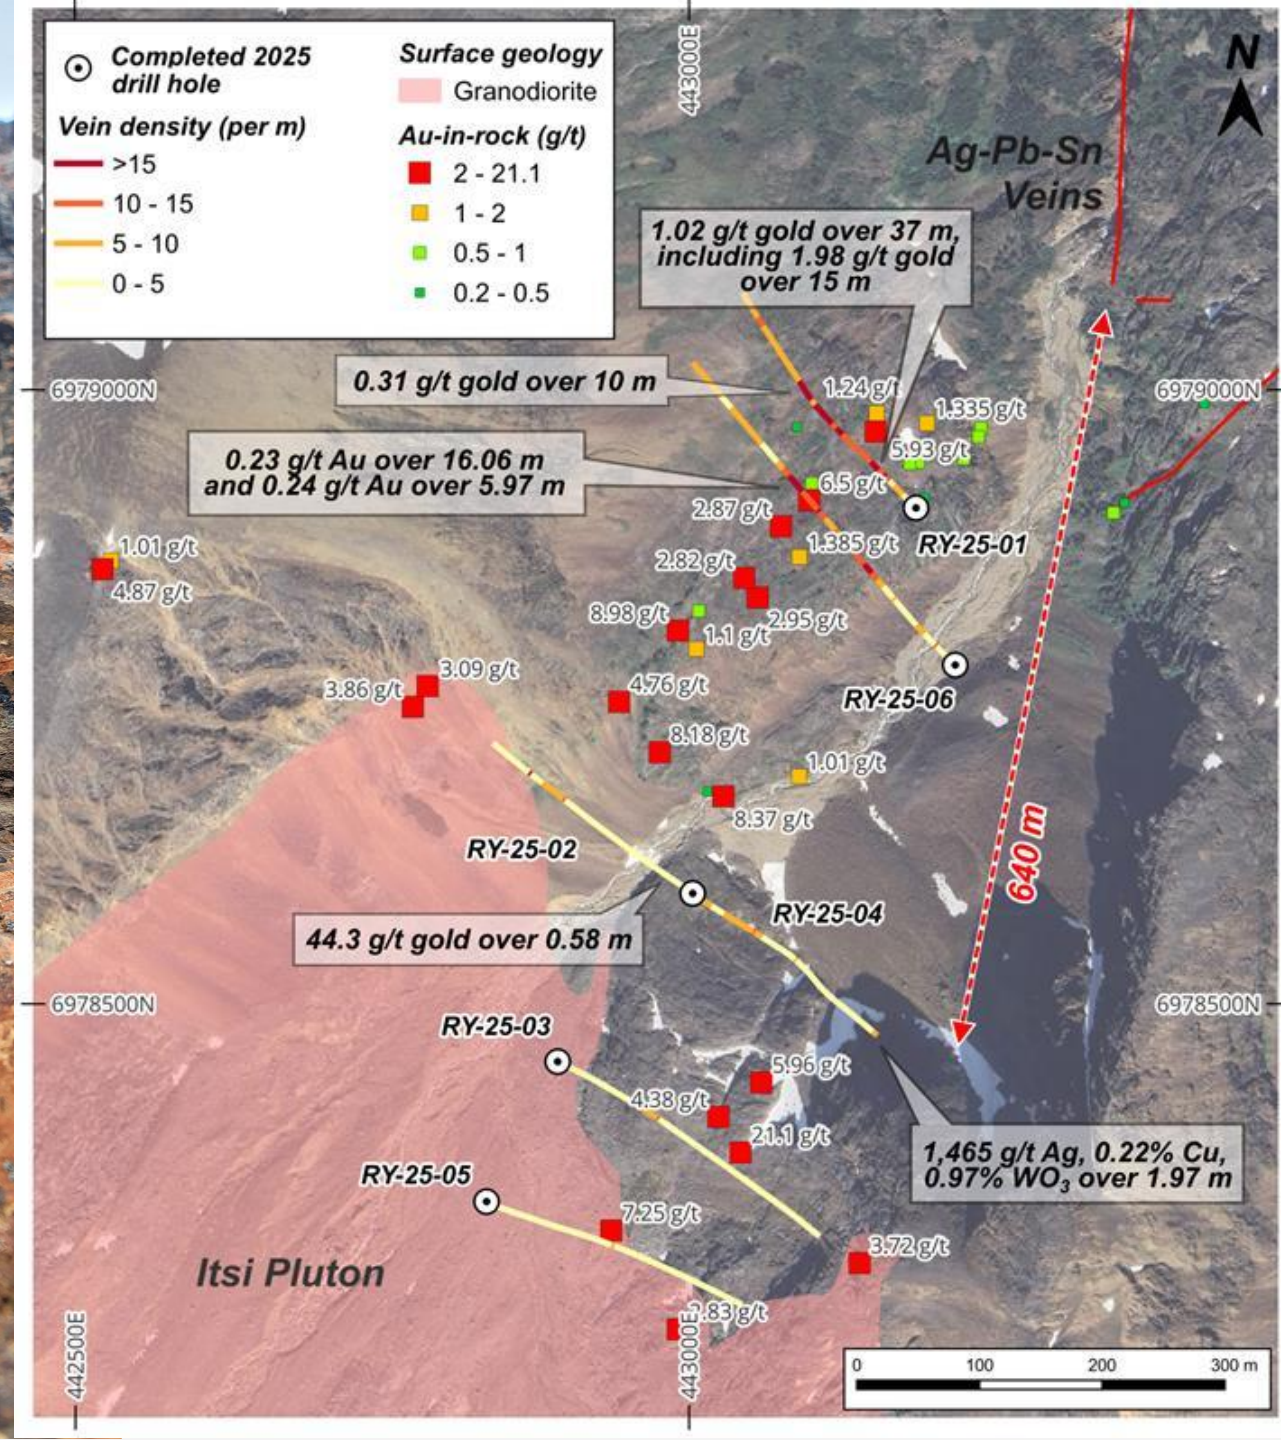 Completed 2025
drill hole
Vein density (per m)
>15
10 - 15
5 - 10
0 - 5
Surface geology
Granodiorite
Au-in-rock (g/t)
2 - 21.1
1 - 2
0.5 - 1
0.2 - 0.5
443000E
N
Ag-Pb-Sn
Veins
1.02 g/t gold over 37 m,
including 1.98 g/t gold
over 15 m
0.31 g/t gold over 10 m
6979000N
6979000N
1.24 g/t
1.335 g/t
5.93 g/t
0.23 g/t Au over 16.06 m
and 0.24 g/t Au over 5.97 m
6.5 g/t
2.87 g/t
RY-25-01
1.385 g/t
1.01 g/t
4.87 g/t
2.82 g/t
2.95 g/t
8.98 g/t
1.1 g/t
3.09 g/t
3.86 g/t
4.76 g/t
RY-25-06
8.18 g/t
1.01 g/t
8.37 g/t
640 m
RY-25-02
RY-25-04
44.3 g/t gold over 0.58 m
6978500N
6978500N
RY-25-03
5.96 g/t
4.38 g/t
21.1 g/t
1,465 g/t Ag, 0.22% Cu,
0.97% WO3 over 1.97 m
RY-25-05
7.25 g/t
3.72 g/t
Itsi Pluton
.83 g/t
442500E
443000E
0 100 200 300 m